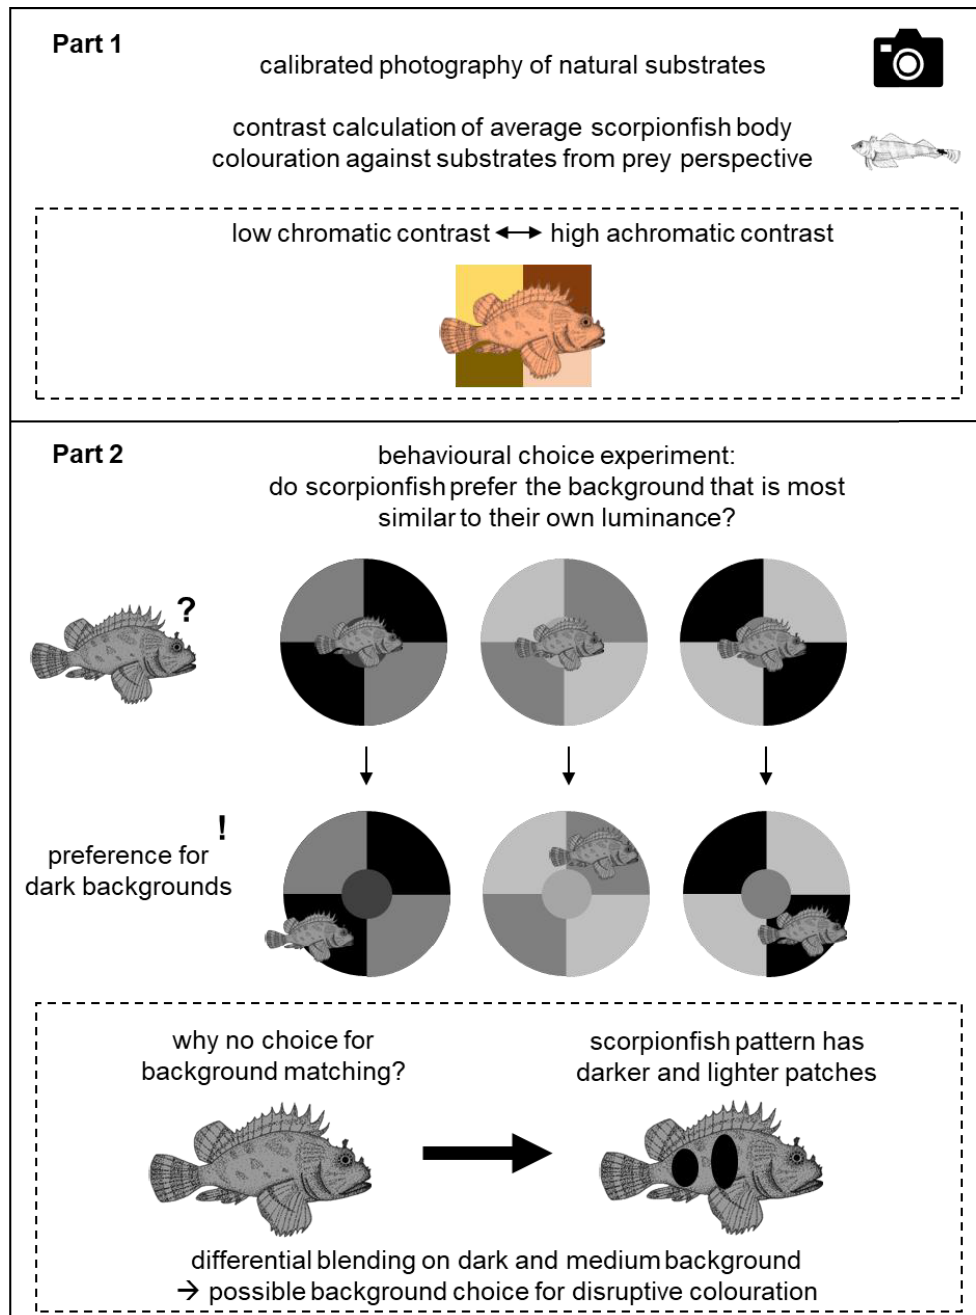 Part 1
calibrated photography of natural substrates
contrast calculation of average scorpionfish body
colouration against substrates from prey perspective
low chromatic contrast ↔ high achromatic contrast
Part 2
behavioural choice experiment:
do scorpionfish prefer the background that is most
similar to their own luminance?
?
!
preference for
dark backgrounds
why no choice for
background matching?
scorpionfish pattern has
darker and lighter patches
differential blending on dark and medium background
→ possible background choice for disruptive colouration